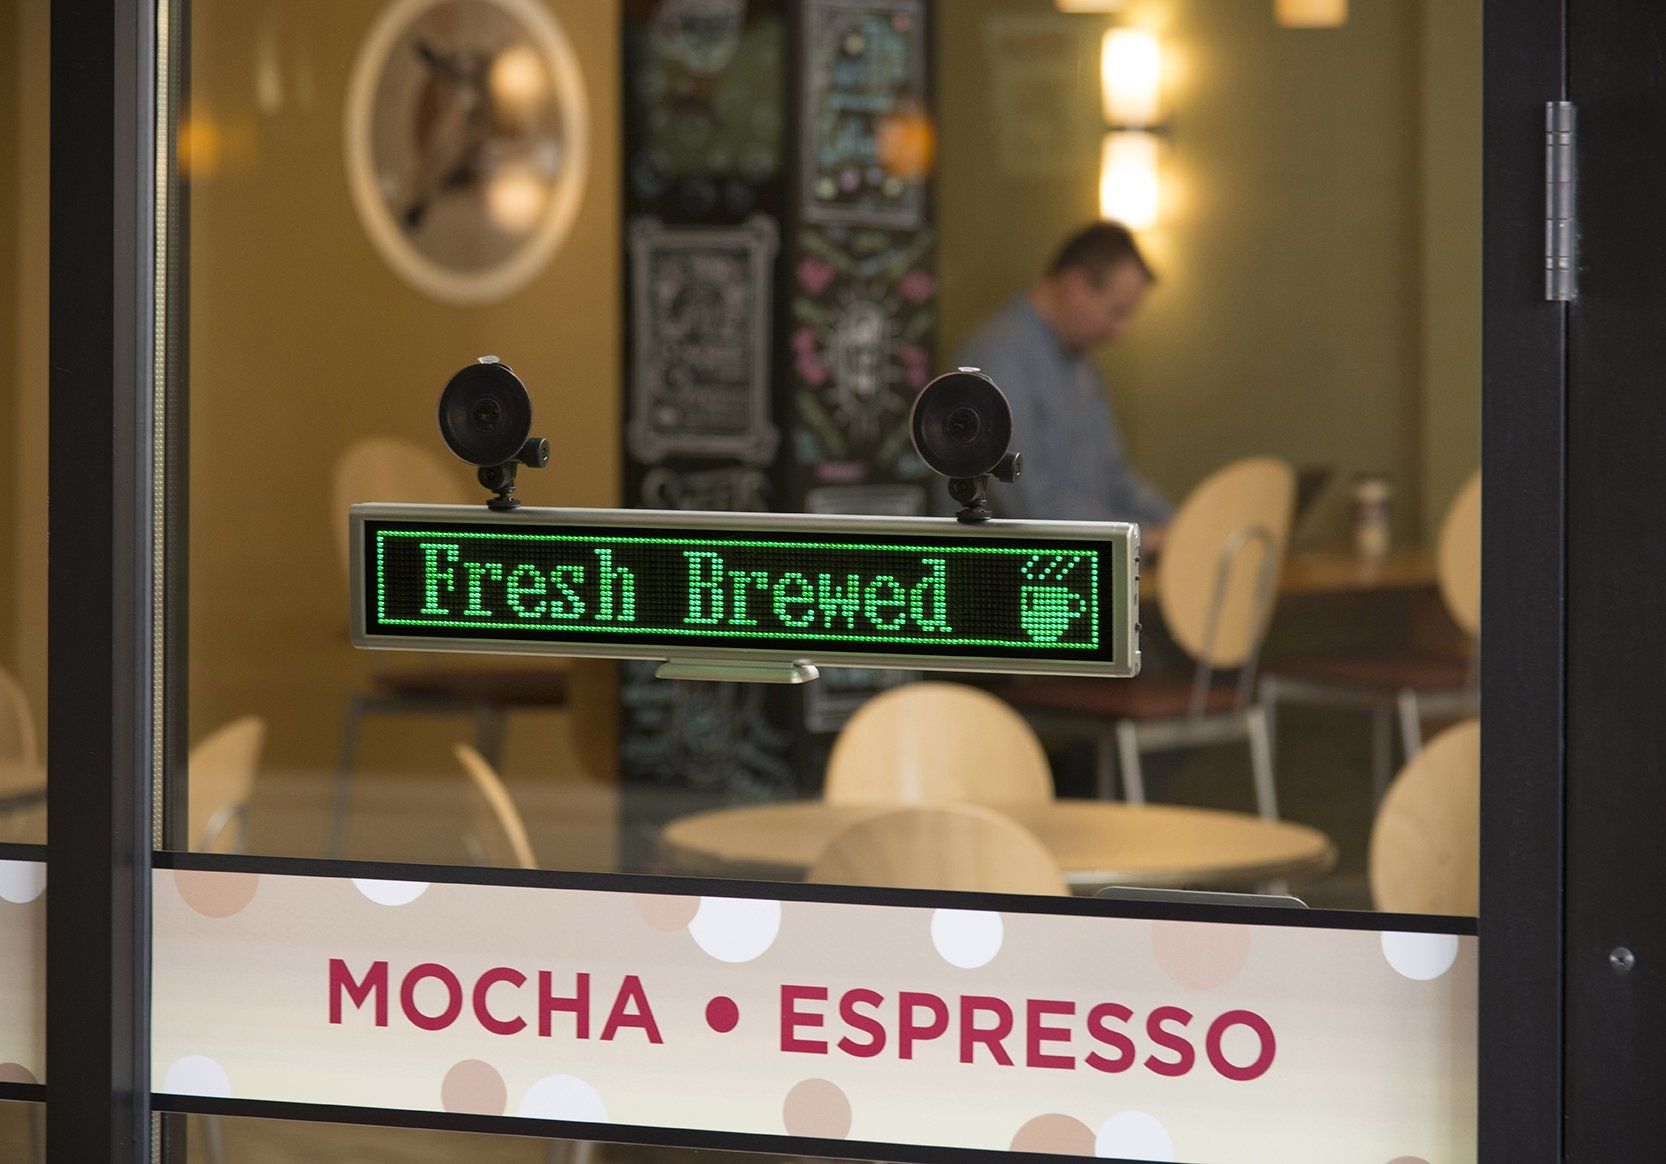 Fresh Brewed
MOCHA • ESPRESSO